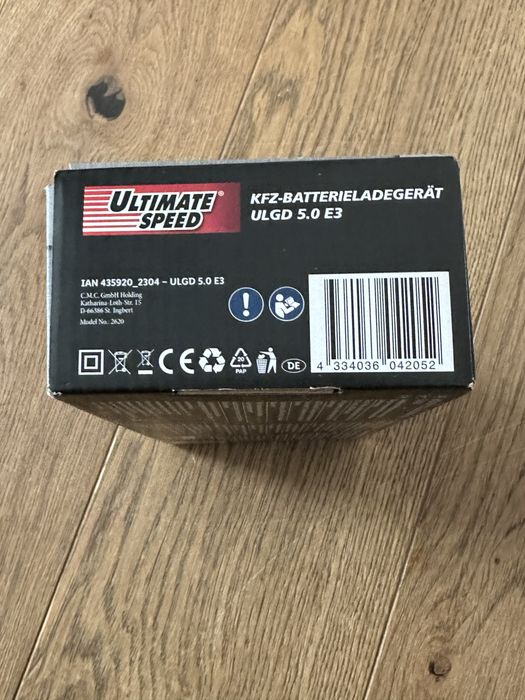 ULTIMATE®
SPEED
KFZ-BATTERIELADEGERÄT
ULGD 5.0 E3
IAN 435920_2304 – ULGD 5.0 E3
C.M.C. GmbH Holding
Katharina-Loth-Str. 15
D-66386 St. Ingbert
Model No.: 2620
CE
20
PAP
DE
4 334036 042052